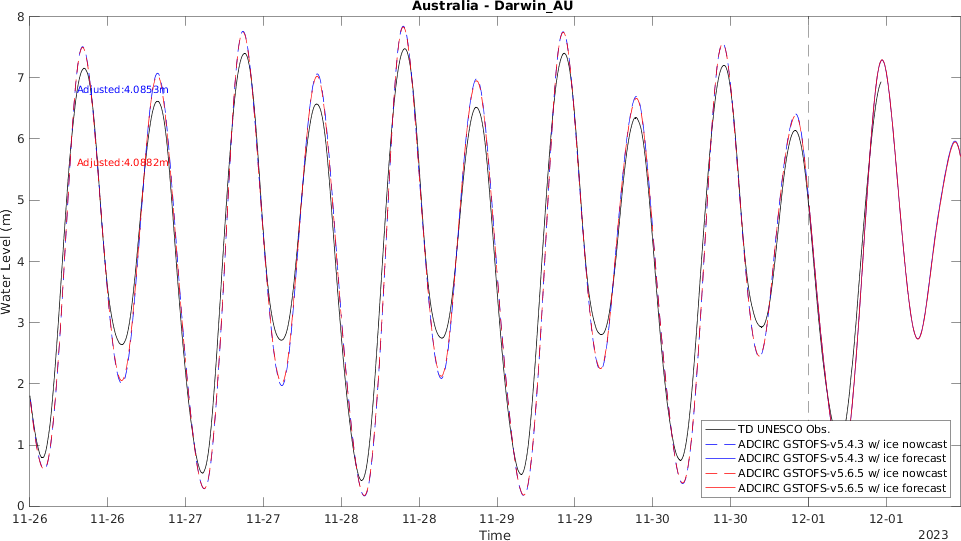 Australia - Darwin_AU
8
7
6
5
4
3
2
1
0
Water Level (m)
Adjusted:4.0853m
Adjusted:4.0882m
TD UNESCO Obs.
ADCIRC GSTOFS-v5.4.3 w/ ice nowcast
ADCIRC GSTOFS-v5.4.3 w/ ice forecast
ADCIRC GSTOFS-v5.6.5 w/ ice nowcast
ADCIRC GSTOFS-v5.6.5 w/ ice forecast
11-26 11-26 11-27 11-27 11-28 11-28 11-29 11-29 11-30 11-30 12-01 12-01
Time
2023